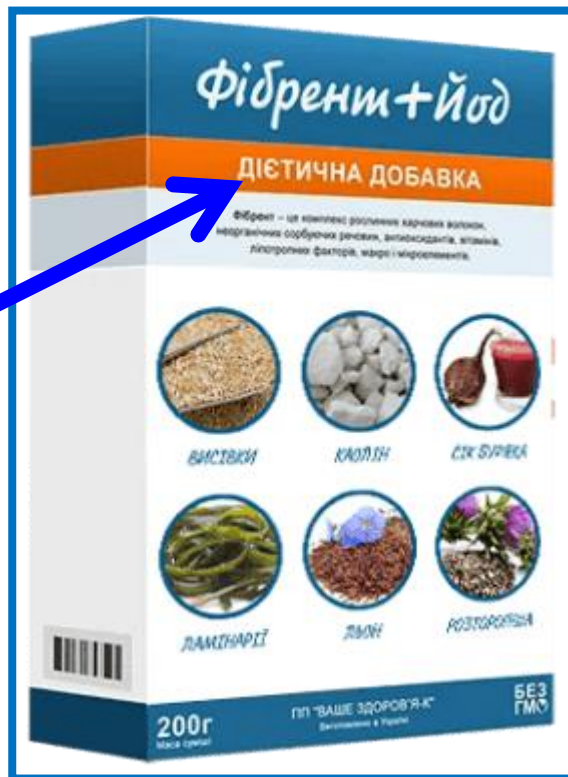 Фібрент+Йод
ДІЄТИЧНА ДОБАВКА
Фібрент – це комплекс рослинних харчових волокон,
неорганічних сорбуючих речовин, антиоксидантів, вітамінів,
ліпотропних факторів, макро і мікроелементів.
ВИСІВКИ
КАОЛІН
СІК БУРЯКА
ЛАМІНАРІЇ
ЛЬОН
РОЗТОРОПША
200г
Маса суміші
ПП "ВАШЕ ЗДОРОВ'Я-К"
Виготовлено в Україні
БЕЗ
ГМО